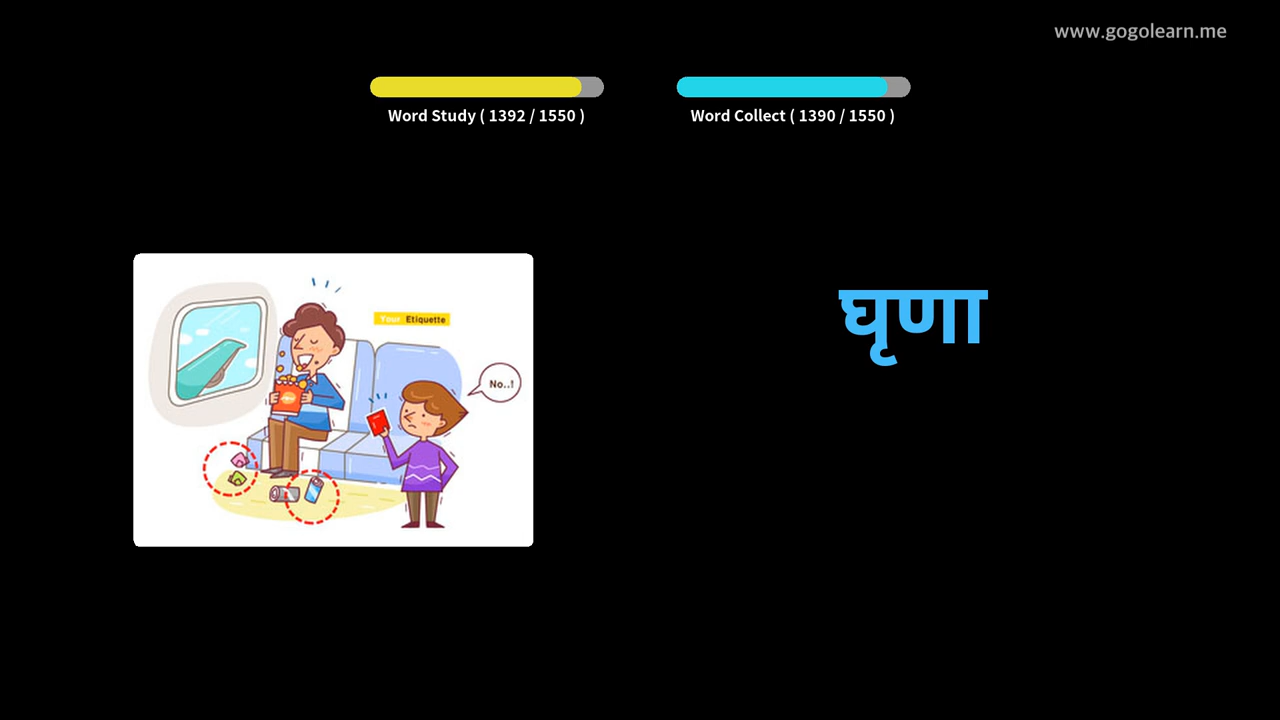 www.gogolearn.me
Word Study ( 1392 / 1550 )
Word Collect ( 1390 / 1550 )
घृणा
Your Etiquette
No..!